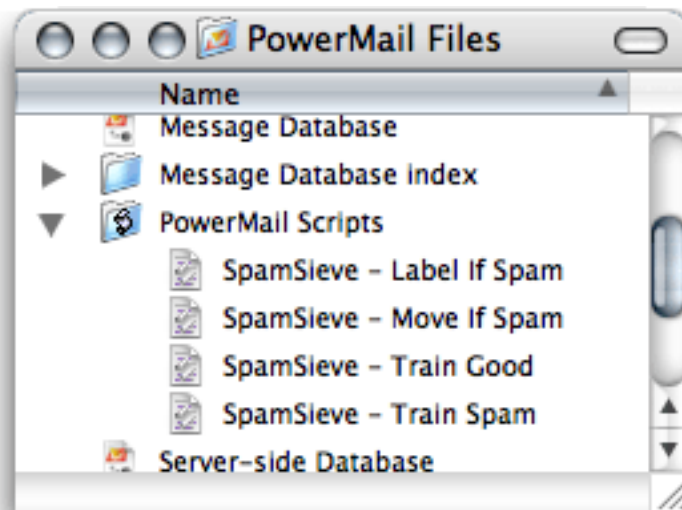 PowerMail Files
Name
Message Database
Message Database index
PowerMail Scripts
SpamSieve – Label If Spam
SpamSieve – Move If Spam
SpamSieve – Train Good
SpamSieve – Train Spam
Server-side Database